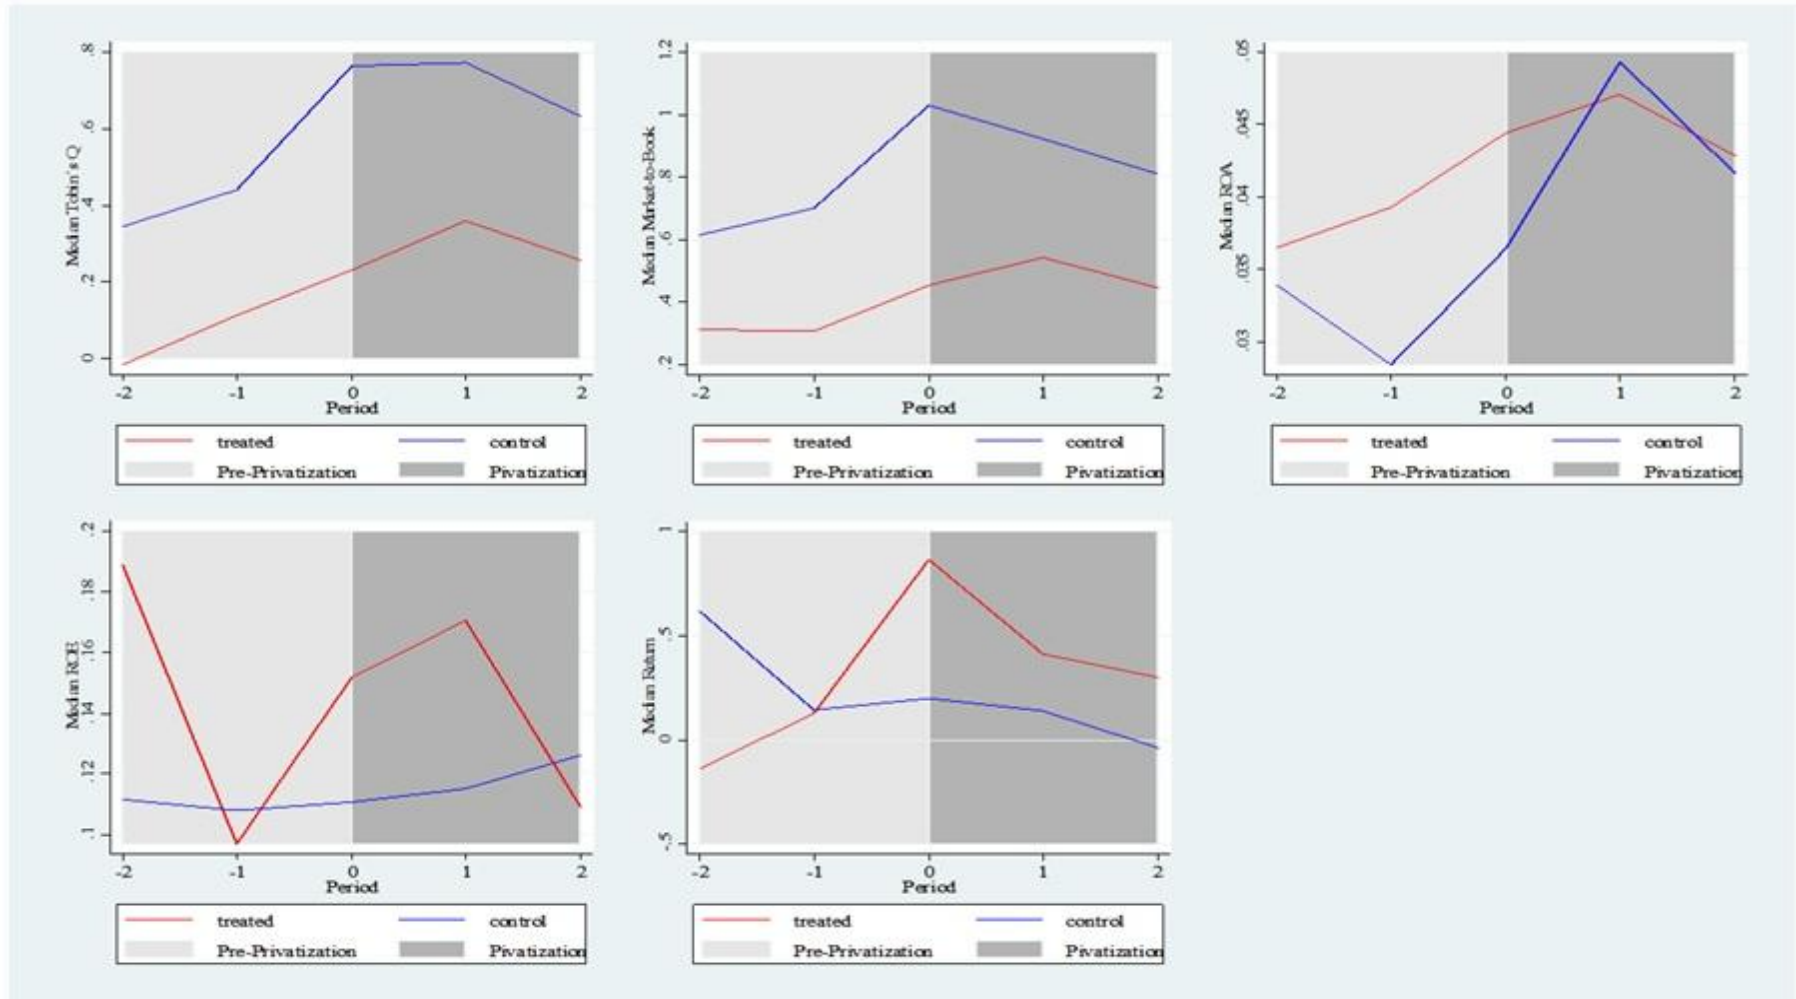 Median Tobin's Q
.8
.6
.4
.2
0
-2 -1 0 1 2
Period
treated control
Pre-Privatization Pivatization
Median Market-to-Book
1.2
1
.8
.6
.4
.2
-2 -1 0 1 2
Period
treated control
Pre-Privatization Pivatization
Median ROA
.05
.045
.04
.035
.03
-2 -1 0 1 2
Period
treated control
Pre-Privatization Pivatization
Median ROE
.2
.18
.16
.14
.12
.1
-2 -1 0 1 2
Period
treated control
Pre-Privatization Pivatization
Median Return
1
.5
0
-.5
-2 -1 0 1 2
Period
treated control
Pre-Privatization Pivatization